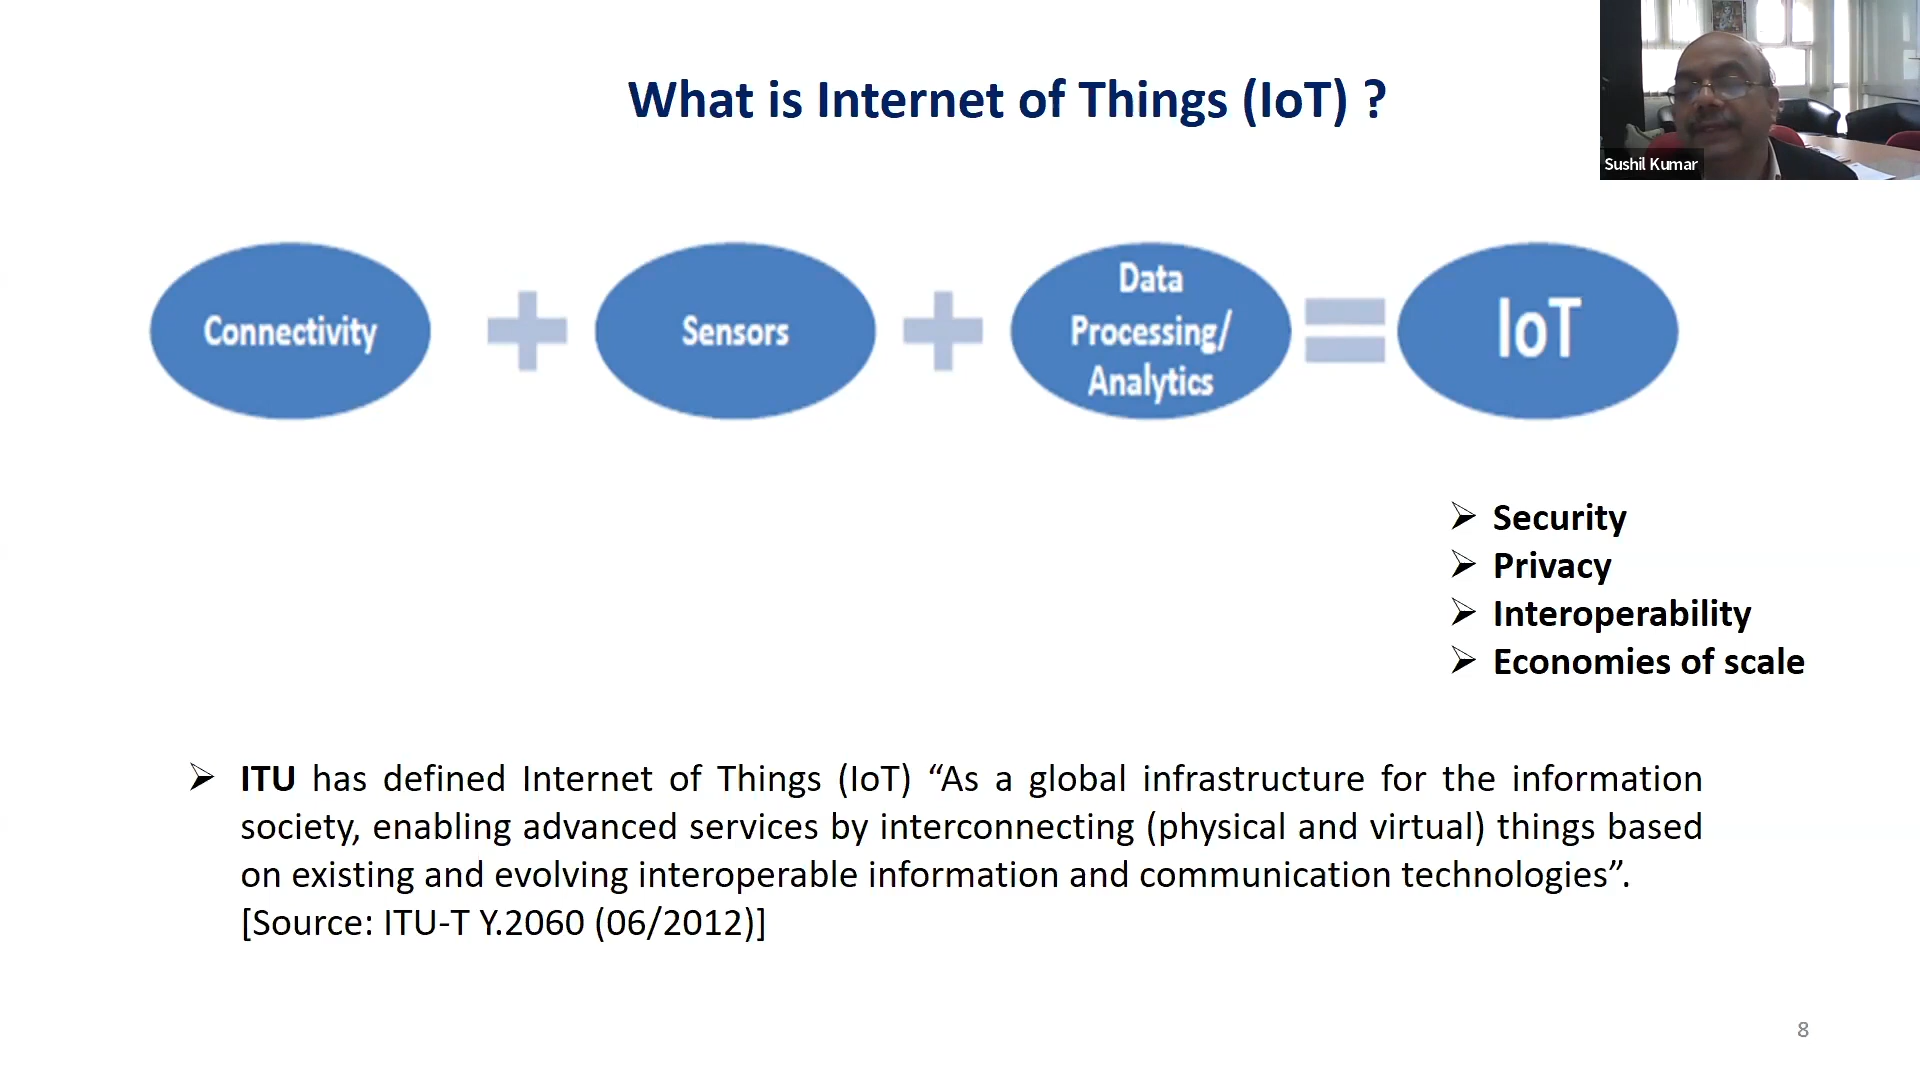 What is Internet of Things (IoT) ?
Sushil Kumar
Connectivity
Sensors
Data
Processing/
Analytics
IoT
➢ Security
➢ Privacy
➢ Interoperability
➢ Economies of scale
➢ ITU has defined Internet of Things (IoT) “As a global infrastructure for the information
society, enabling advanced services by interconnecting (physical and virtual) things based
on existing and evolving interoperable information and communication technologies”.
[Source: ITU-T Y.2060 (06/2012)]
8